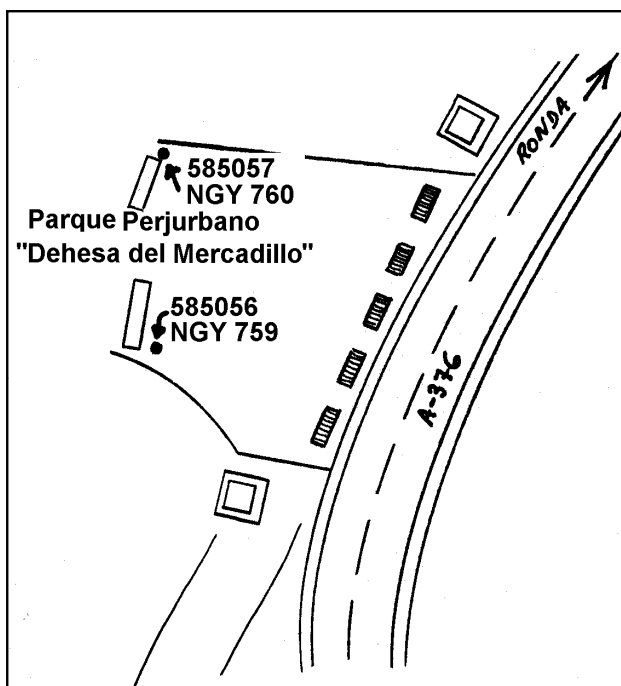 RONDA
585057
NGY 760
Parque Perjurbano
"Dehesa del Mercadillo"
585056
NGY 759
A-376